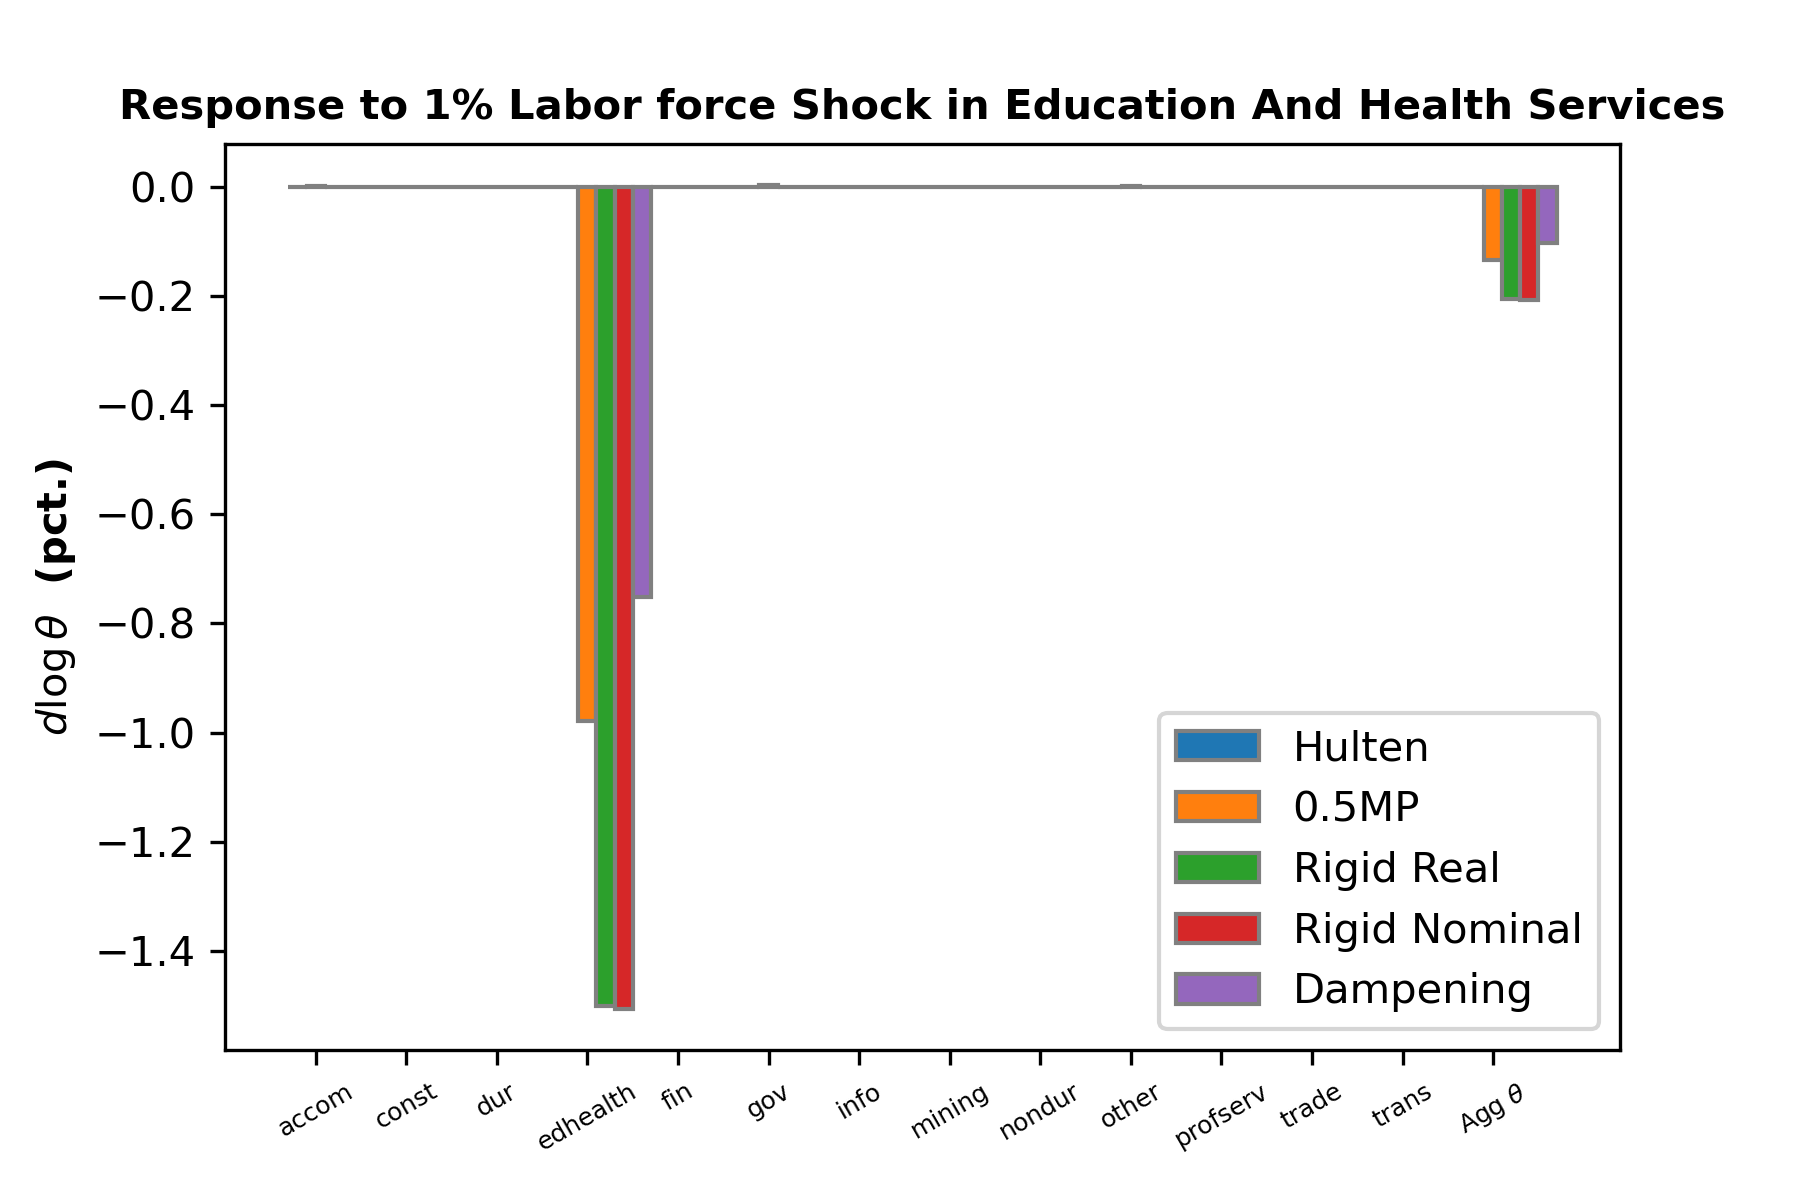 Response to 1% Labor force Shock in Education And Health Services
0.0
−0.2
−0.4
−0.6
−0.8
−1.0
−1.2
−1.4
dlog θ (pct.)
Hulten
0.5MP
Rigid Real
Rigid Nominal
Dampening
accom const dur edhealth fin gov info mining nondur other profserv trade trans Agg θ